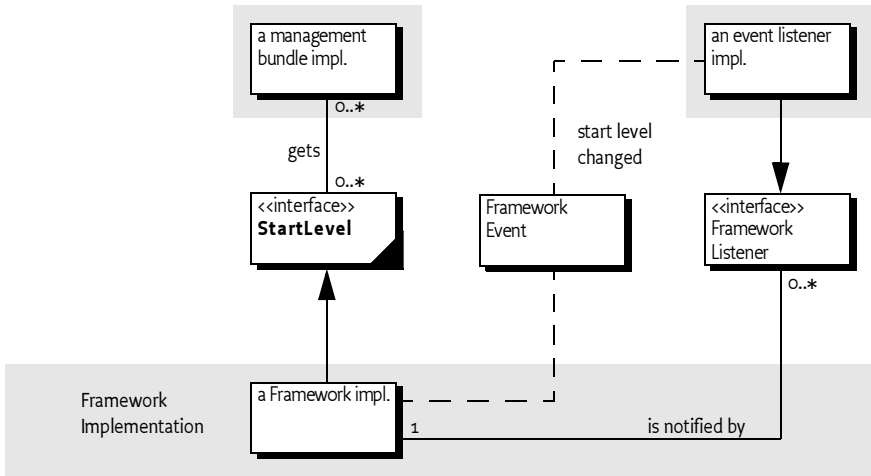 a management
bundle impl.
an event listener
impl.
0..*
start level
changed
gets
0..*
<<interface>>
StartLevel
Framework
Event
<<interface>>
Framework
Listener
0..*
Framework
Implementation
a Framework impl.
1
is notified by